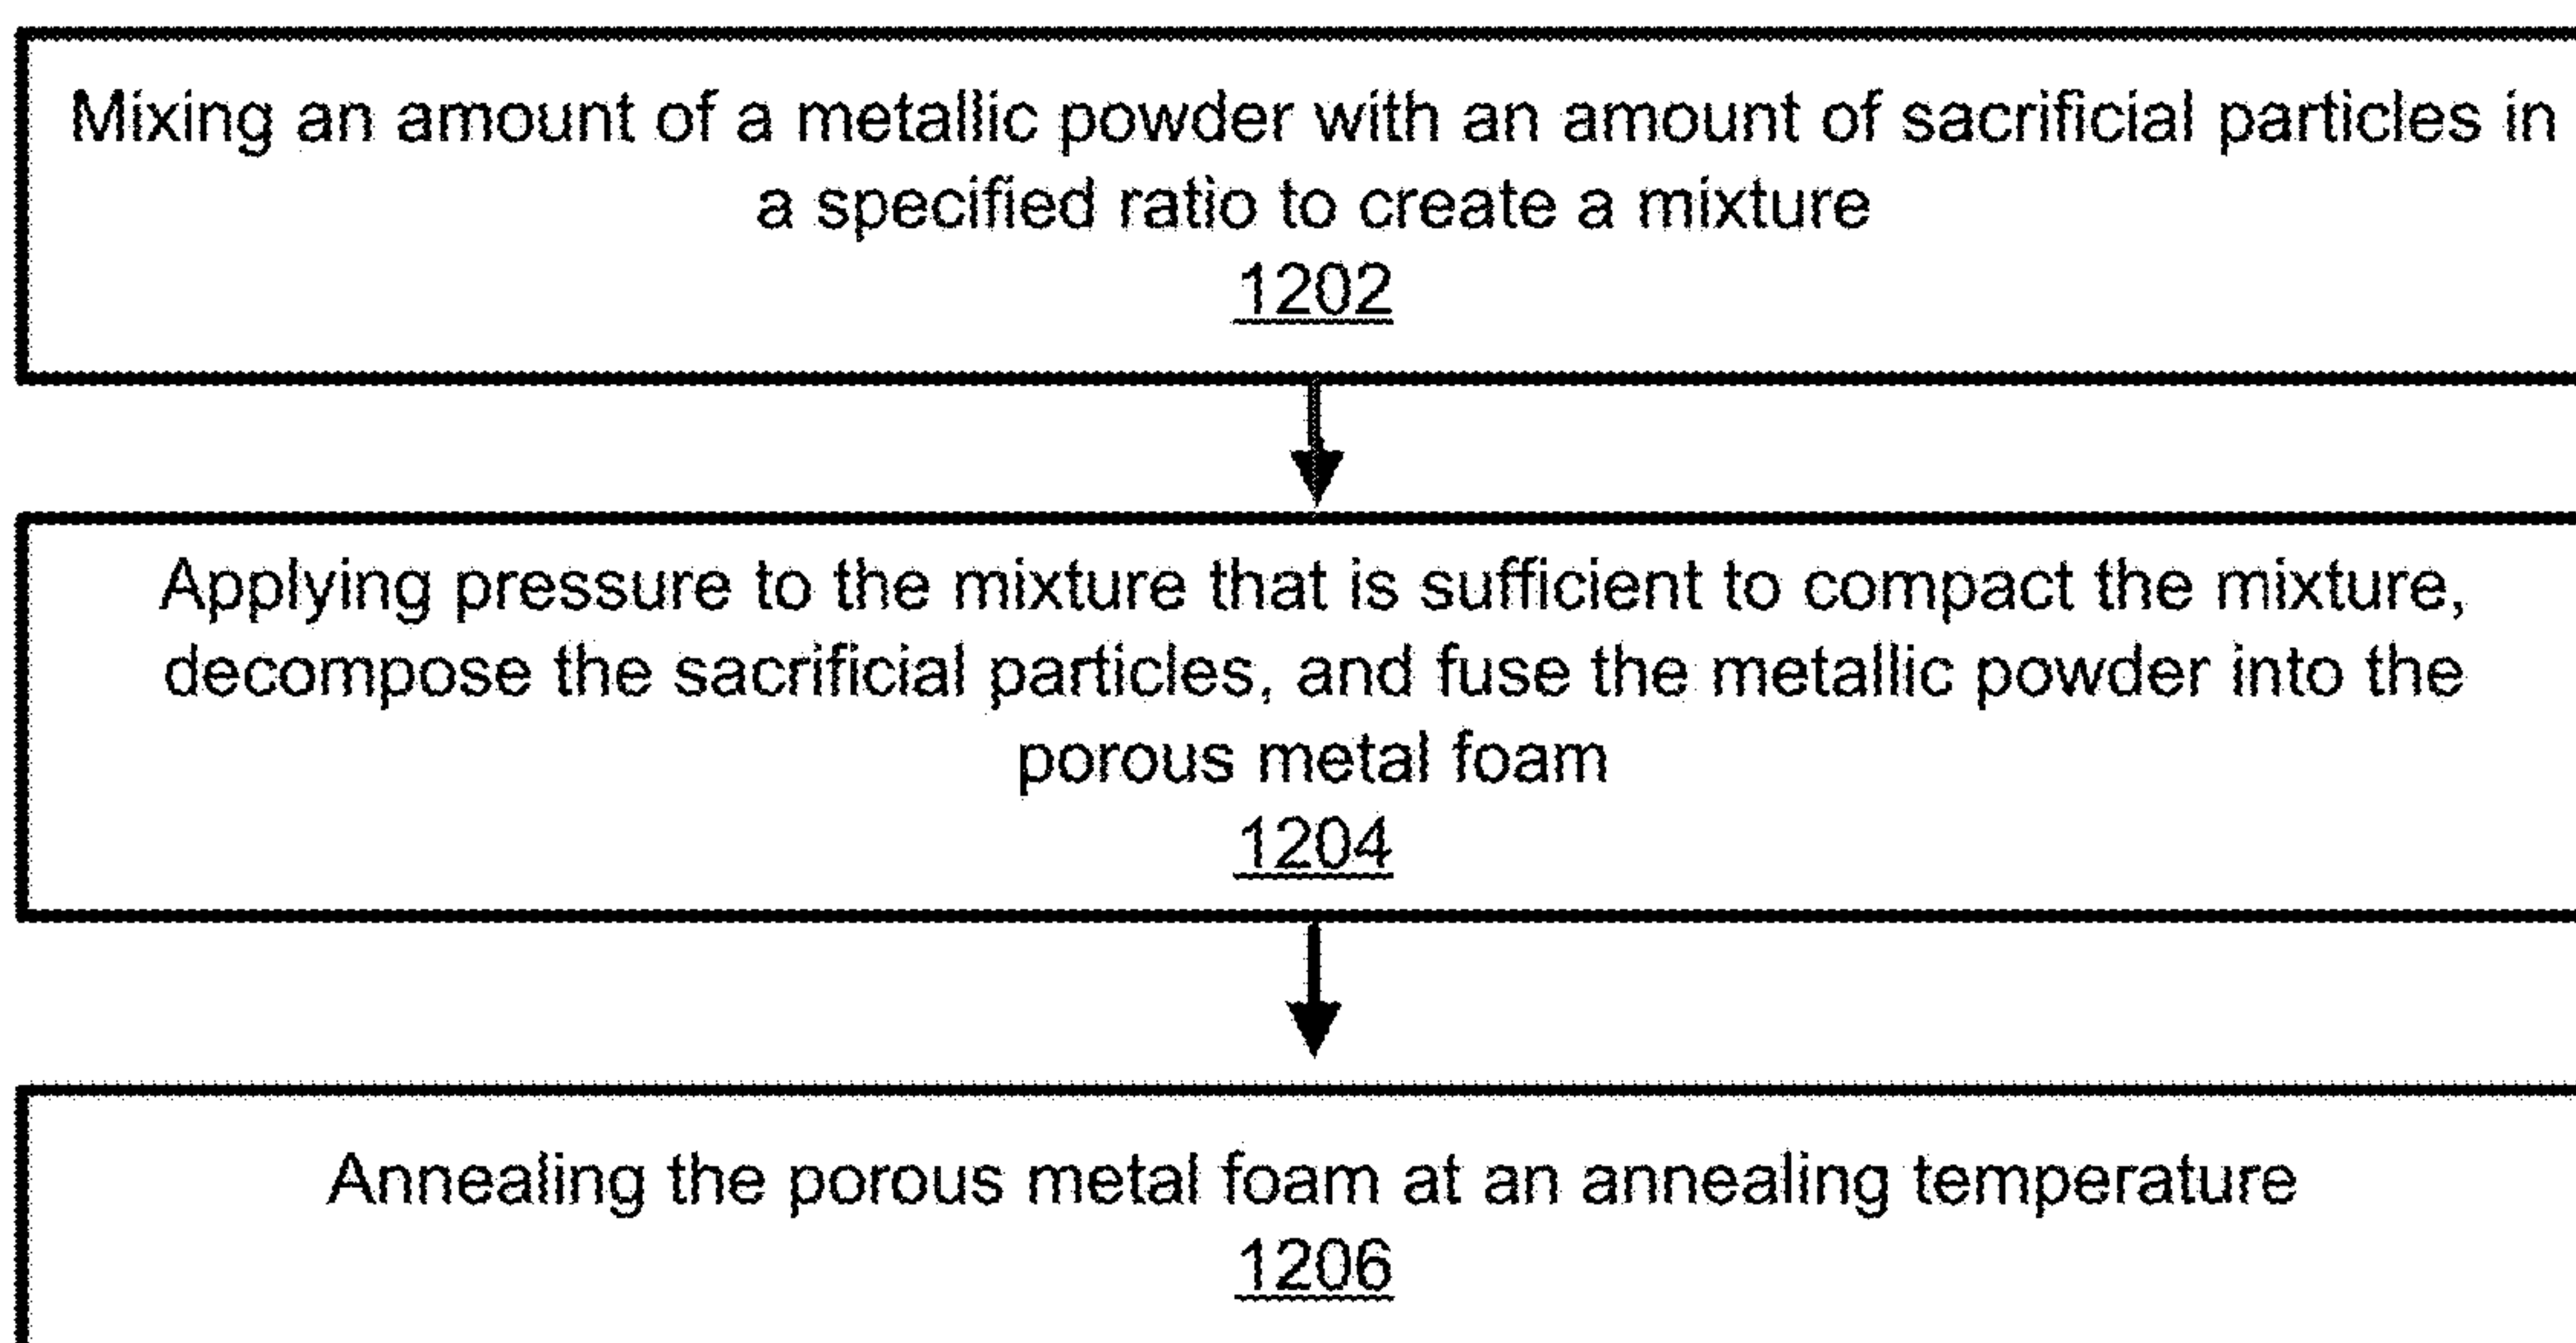 Mixing an amount of a metallic powder with an amount of sacrificial particles in
a specified ratio to create a mixture
1202
Applying pressure to the mixture that is sufficient to compact the mixture,
decompose the sacrificial particles, and fuse the metallic powder into the
porous metal foam
1204
Annealing the porous metal foam at an annealing temperature
1206